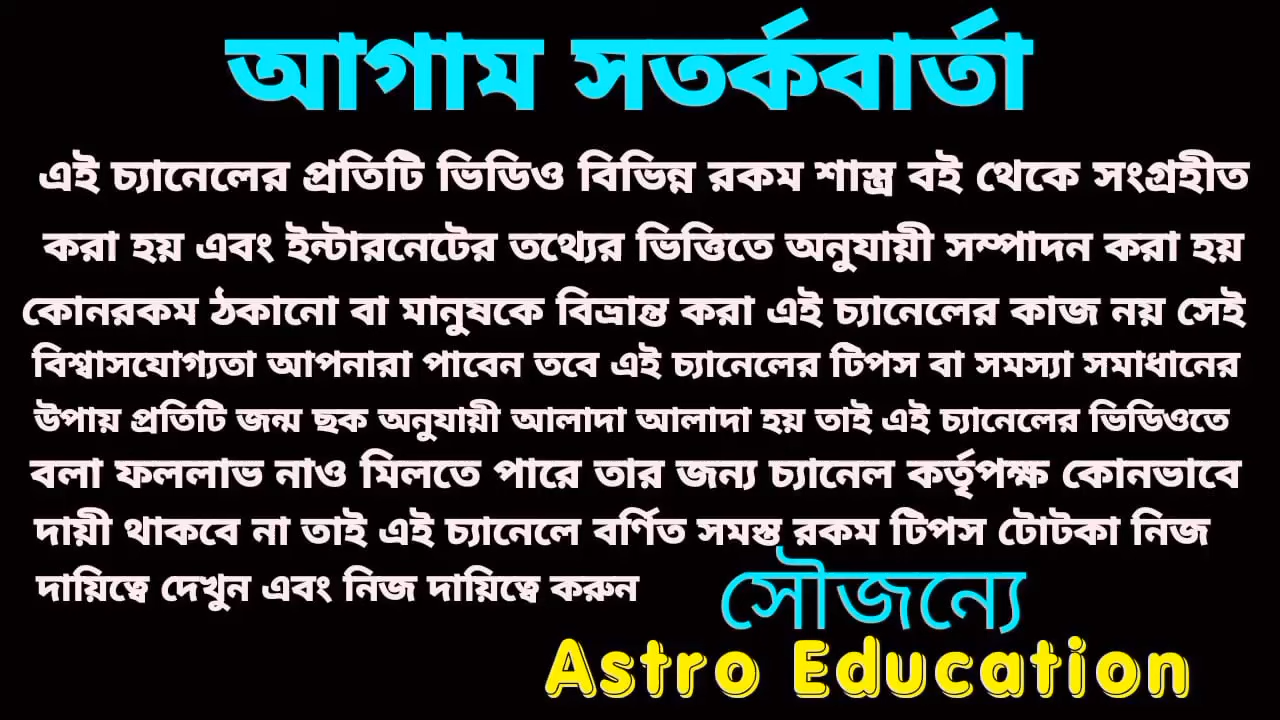 আগাম সতর্কবার্তা
এই চ্যানেলের প্রতিটি ভিডিও বিভিন্ন রকম শাস্ত্র বই থেকে সংগ্রহীত
করা হয় এবং ইন্টারনেটের তথ্যের ভিত্তিতে অনুযায়ী সম্পাদন করা হয়
কোনরকম ঠকানো বা মানুষকে বিভ্রান্ত করা এই চ্যানেলের কাজ নয় সেই
বিশ্বাসযোগ্যতা আপনারা পাবেন তবে এই চ্যানেলের টিপস বা সমস্যা সমাধানের
উপায় প্রতিটি জন্ম ছক অনুযায়ী আলাদা আলাদা হয় তাই এই চ্যানেলের ভিডিওতে
বলা ফললাভ নাও মিলতে পারে তার জন্য চ্যানেল কর্তৃপক্ষ কোনভাবে
দায়ী থাকবে না তাই এই চ্যানেলে বর্ণিত সমস্ত রকম টিপস টোটকা নিজ
দায়িত্বে দেখুন এবং নিজ দায়িত্বে করুন
সৌজন্যে
Astro Education